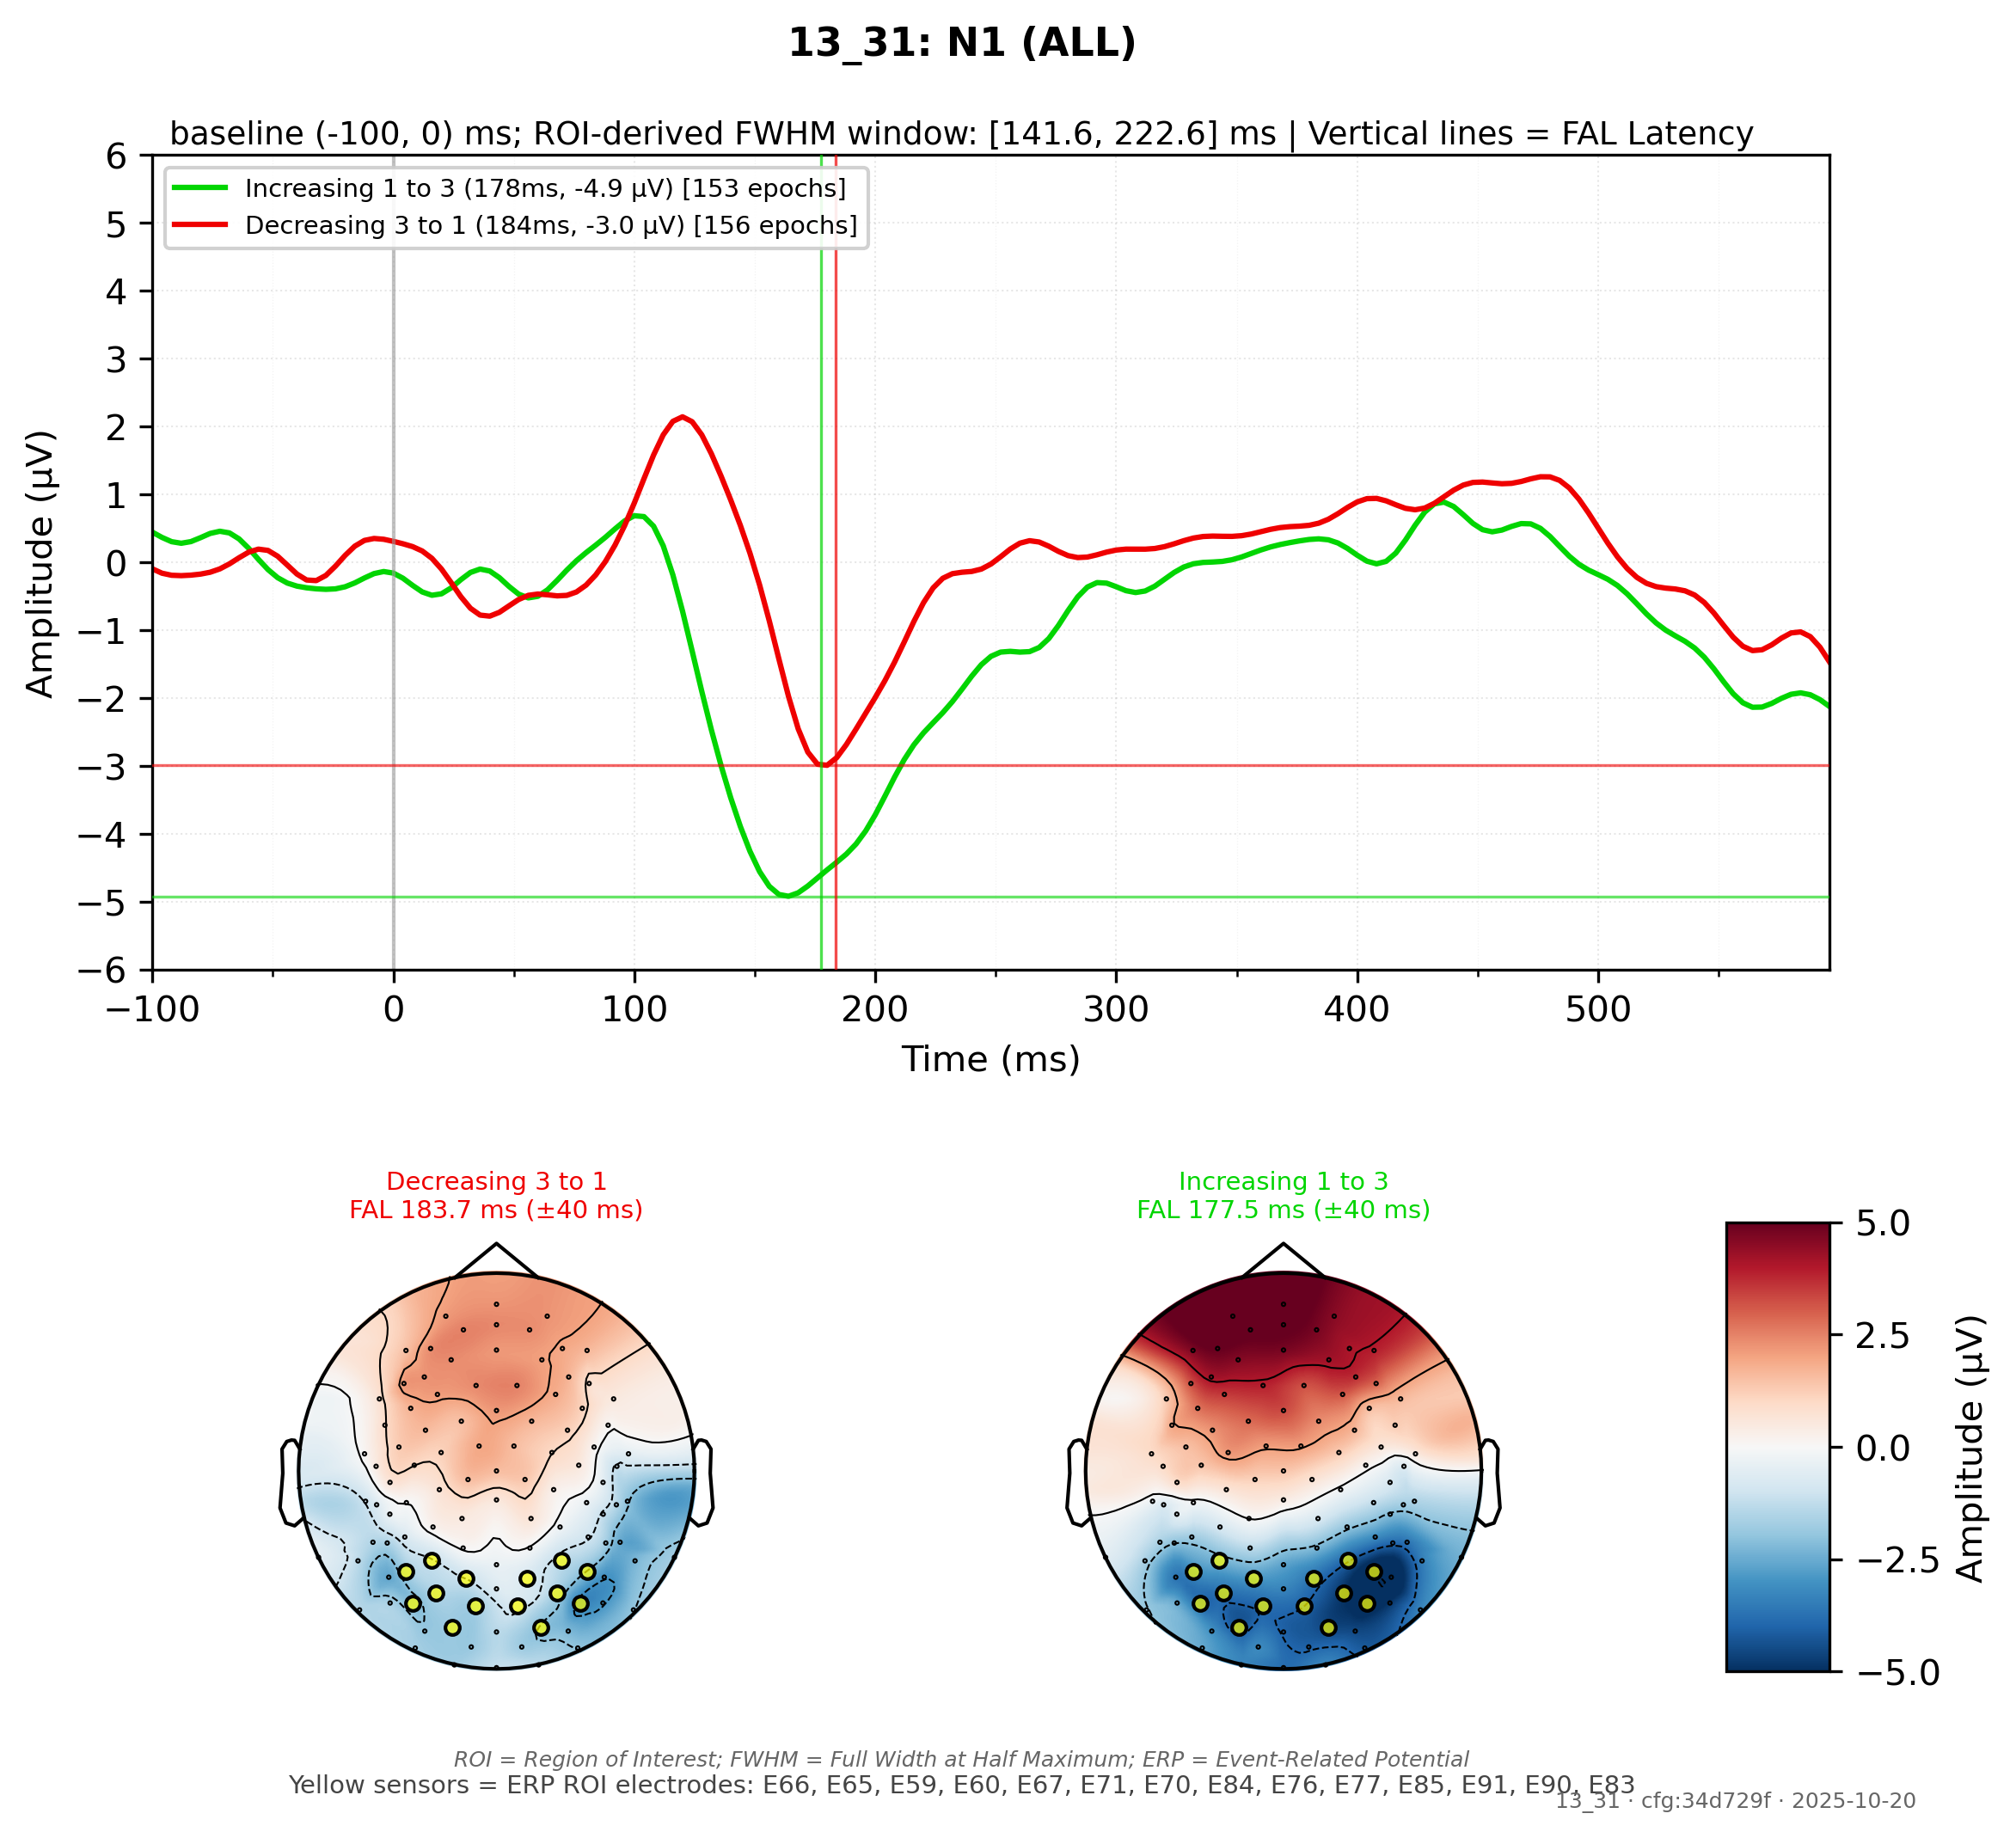 13_31: N1 (ALL)
baseline (-100, 0) ms; ROI-derived FWHM window: [141.6, 222.6] ms | Vertical lines = FAL Latency
Increasing 1 to 3 (178ms, -4.9 µV) [153 epochs]
Decreasing 3 to 1 (184ms, -3.0 µV) [156 epochs]
6
5
4
3
2
1
0
−1
−2
−3
−4
−5
−6
Amplitude (µV)
−100
0
100
200
300
400
500
Time (ms)
Decreasing 3 to 1
FAL 183.7 ms (±40 ms)
Increasing 1 to 3
FAL 177.5 ms (±40 ms)
5.0
2.5
0.0
−2.5
−5.0
Amplitude (µV)
ROI = Region of Interest; FWHM = Full Width at Half Maximum; ERP = Event-Related Potential
Yellow sensors = ERP ROI electrodes: E66, E65, E59, E60, E67, E71, E70, E84, E76, E77, E85, E91, E90, E83
13_31 · cfg:34d729f · 2025-10-20